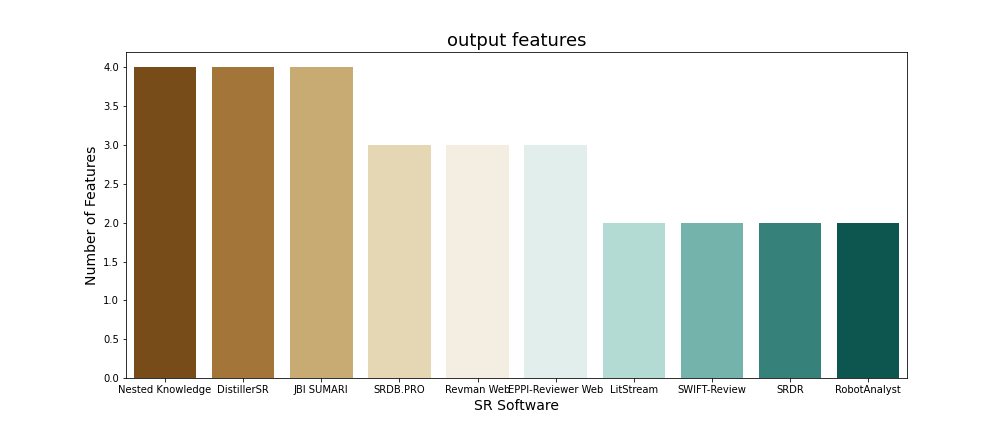 output features
Number of Features
4.0
3.5
3.0
2.5
2.0
1.5
1.0
0.5
0.0
Nested Knowledge DistillerSR JBI SUMARI SRDB.PRO Revman Web EPPI-Reviewer Web LitStream SWIFT-Review SRDR RobotAnalyst
SR Software